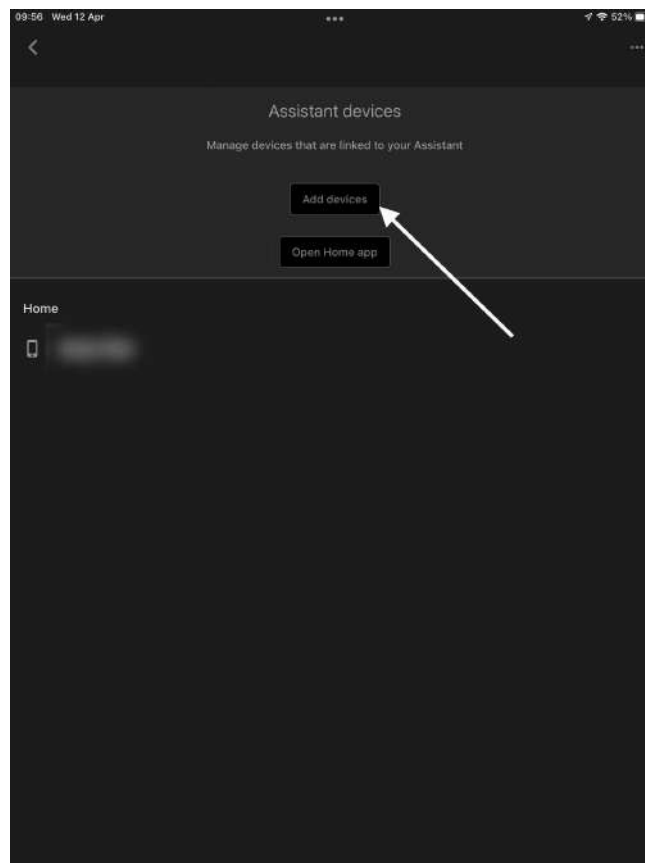 09:56 Wed 12 Apr
52%
Assistant devices
Manage devices that are linked to your Assistant
Add devices
Open Home app
Home